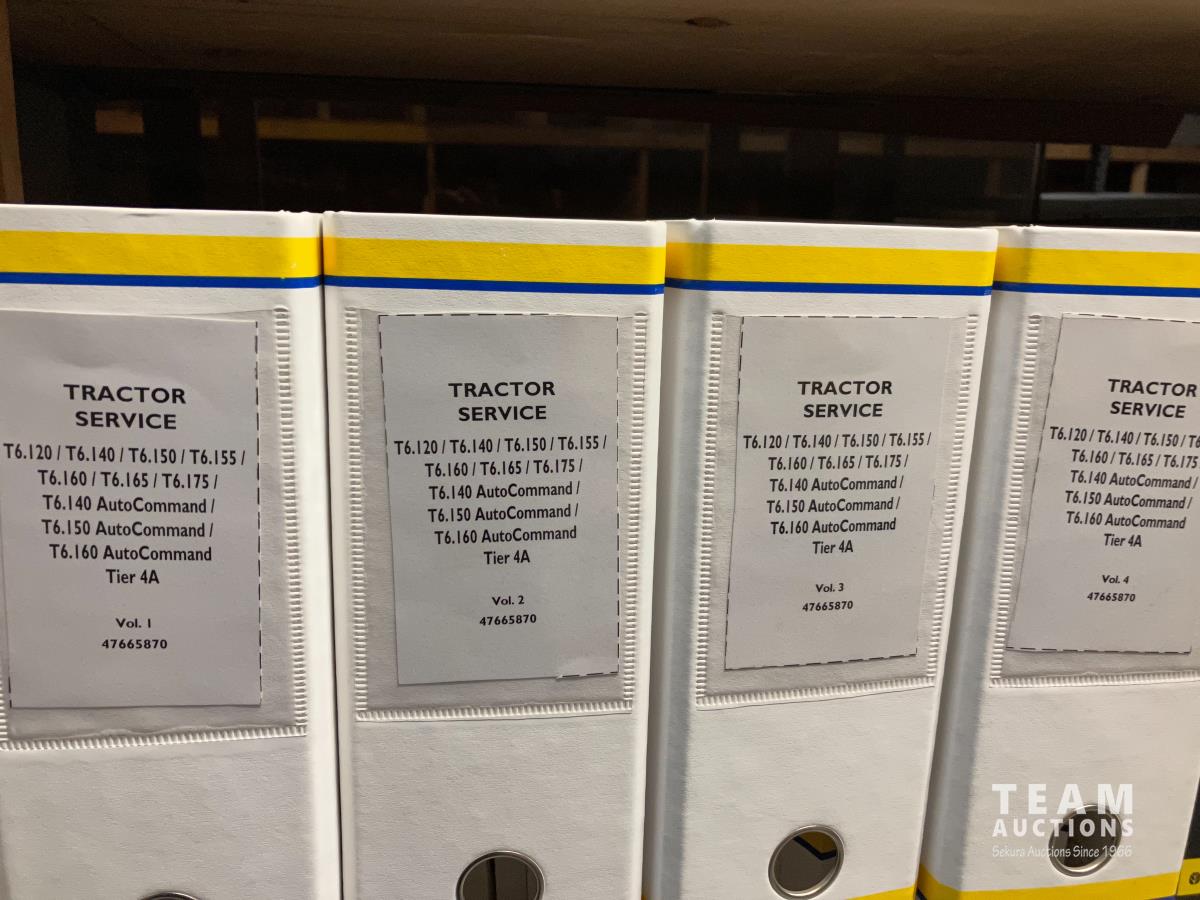 TRACTOR
SERVICE
T6.120 / T6.140 / T6.150 / T6.155 /
T6.160 / T6.165 / T6.175 /
T6.140 AutoCommand /
T6.150 AutoCommand /
T6.160 AutoCommand
Tier 4A
Vol. 1
47665870
TRACTOR
SERVICE
T6.120 / T6.140 / T6.150 / T6.155 /
T6.160 / T6.165 / T6.175 /
T6.140 AutoCommand /
T6.150 AutoCommand /
T6.160 AutoCommand
Tier 4A
Vol. 2
47665870
TRACTOR
SERVICE
T6.120 / T6.140 / T6.150 / T6.155 /
T6.160 / T6.165 / T6.175 /
T6.140 AutoCommand /
T6.150 AutoCommand /
T6.160 AutoCommand
Tier 4A
Vol. 3
47665870
TRACTOR
SERVICE
T6.120 / T6.140 / T6.150 / T6
T6.160 / T6.165 / T6.175
T6.140 AutoCommand /
T6.150 AutoCommand /
T6.160 AutoCommand
Tier 4A
Vol. 4
47665870
TEAM
AUCTIONS
Sekura Auctions Since 1966